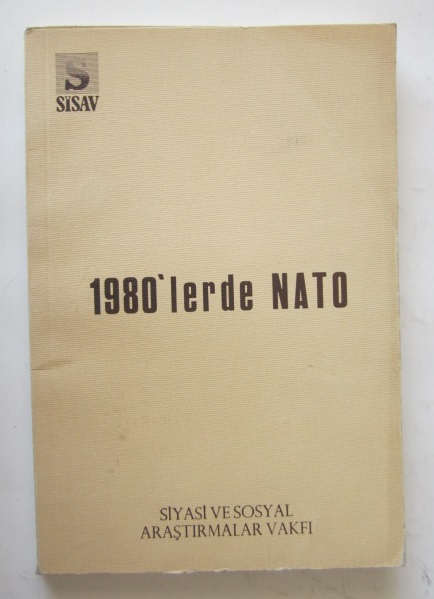 S
SİSAV
1980`lerde NATO
SİYASİ VE SOSYAL
ARAŞTIRMALAR VAKFI